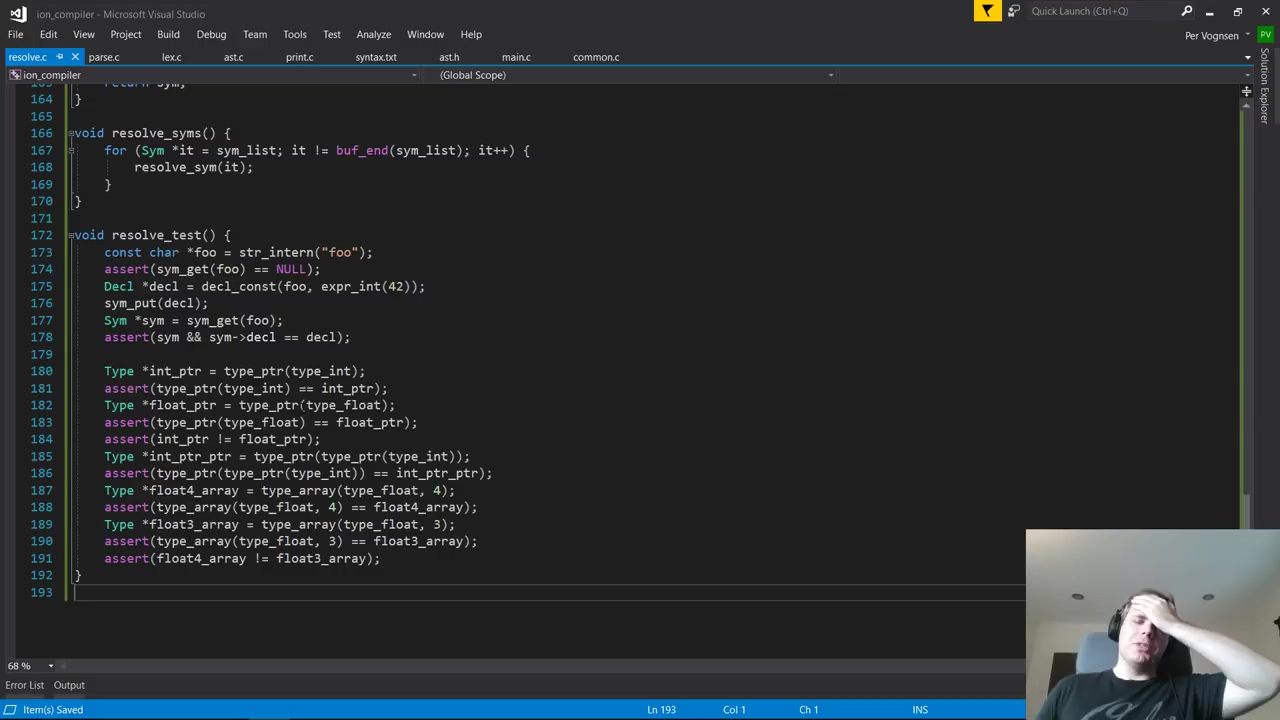 ion_compiler - Microsoft Visual Studio
Quick Launch (Ctrl+Q)
File Edit View Project Build Debug Team Tools Test Analyze Window Help
Per Vognsen PV
resolve.c parse.c lex.c ast.c print.c syntax.txt ast.h main.c common.c
ion_compiler (Global Scope)
Solution Explorer
163 return sym;
164 }
165
166 void resolve_syms() {
167 for (Sym *it = sym_list; it != buf_end(sym_list); it++) {
168 resolve_sym(it);
169 }
170 }
171
172 void resolve_test() {
173 const char *foo = str_intern("foo");
174 assert(sym_get(foo) == NULL);
175 Decl *decl = decl_const(foo, expr_int(42));
176 sym_put(decl);
177 Sym *sym = sym_get(foo);
178 assert(sym && sym->decl == decl);
179
180 Type *int_ptr = type_ptr(type_int);
181 assert(type_ptr(type_int) == int_ptr);
182 Type *float_ptr = type_ptr(type_float);
183 assert(type_ptr(type_float) == float_ptr);
184 assert(int_ptr != float_ptr);
185 Type *int_ptr_ptr = type_ptr(type_ptr(type_int));
186 assert(type_ptr(type_ptr(type_int)) == int_ptr_ptr);
187 Type *float4_array = type_array(type_float, 4);
188 assert(type_array(type_float, 4) == float4_array);
189 Type *float3_array = type_array(type_float, 3);
190 assert(type_array(type_float, 3) == float3_array);
191 assert(float4_array != float3_array);
192 }
193
68 %
Error List Output
Item(s) Saved Ln 193 Col 1 Ch 1 INS